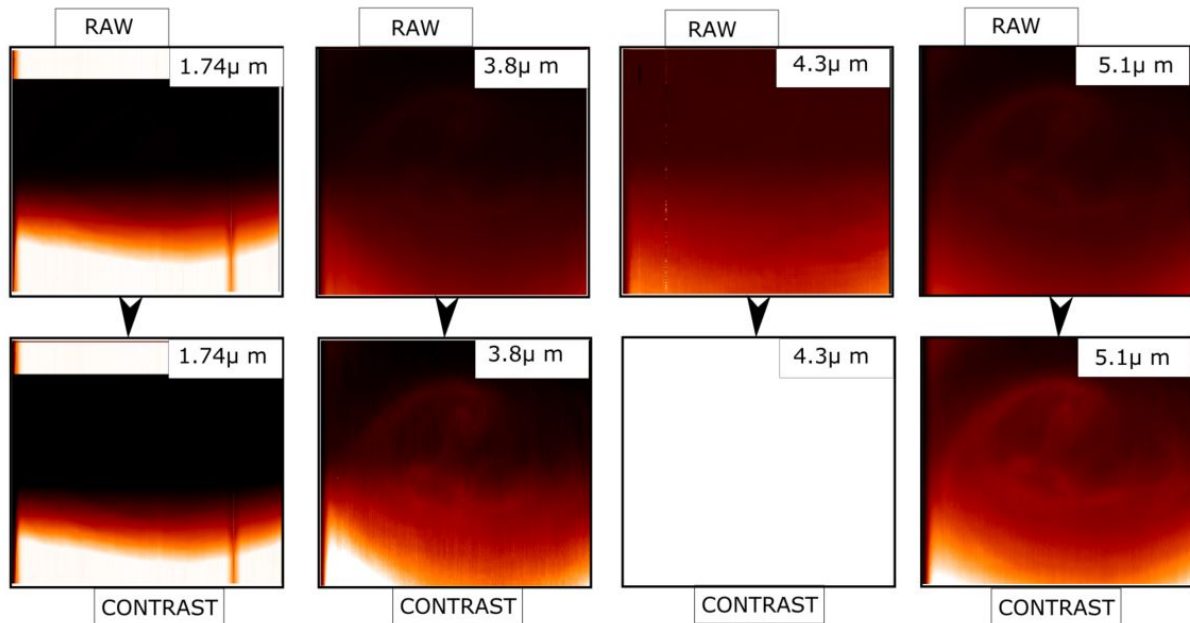 RAW
RAW
RAW
RAW
1.74μ m
3.8μ m
4.3μ m
5.1μ m
1.74μ m
3.8μ m
4.3μ m
5.1μ m
CONTRAST
CONTRAST
CONTRAST
CONTRAST